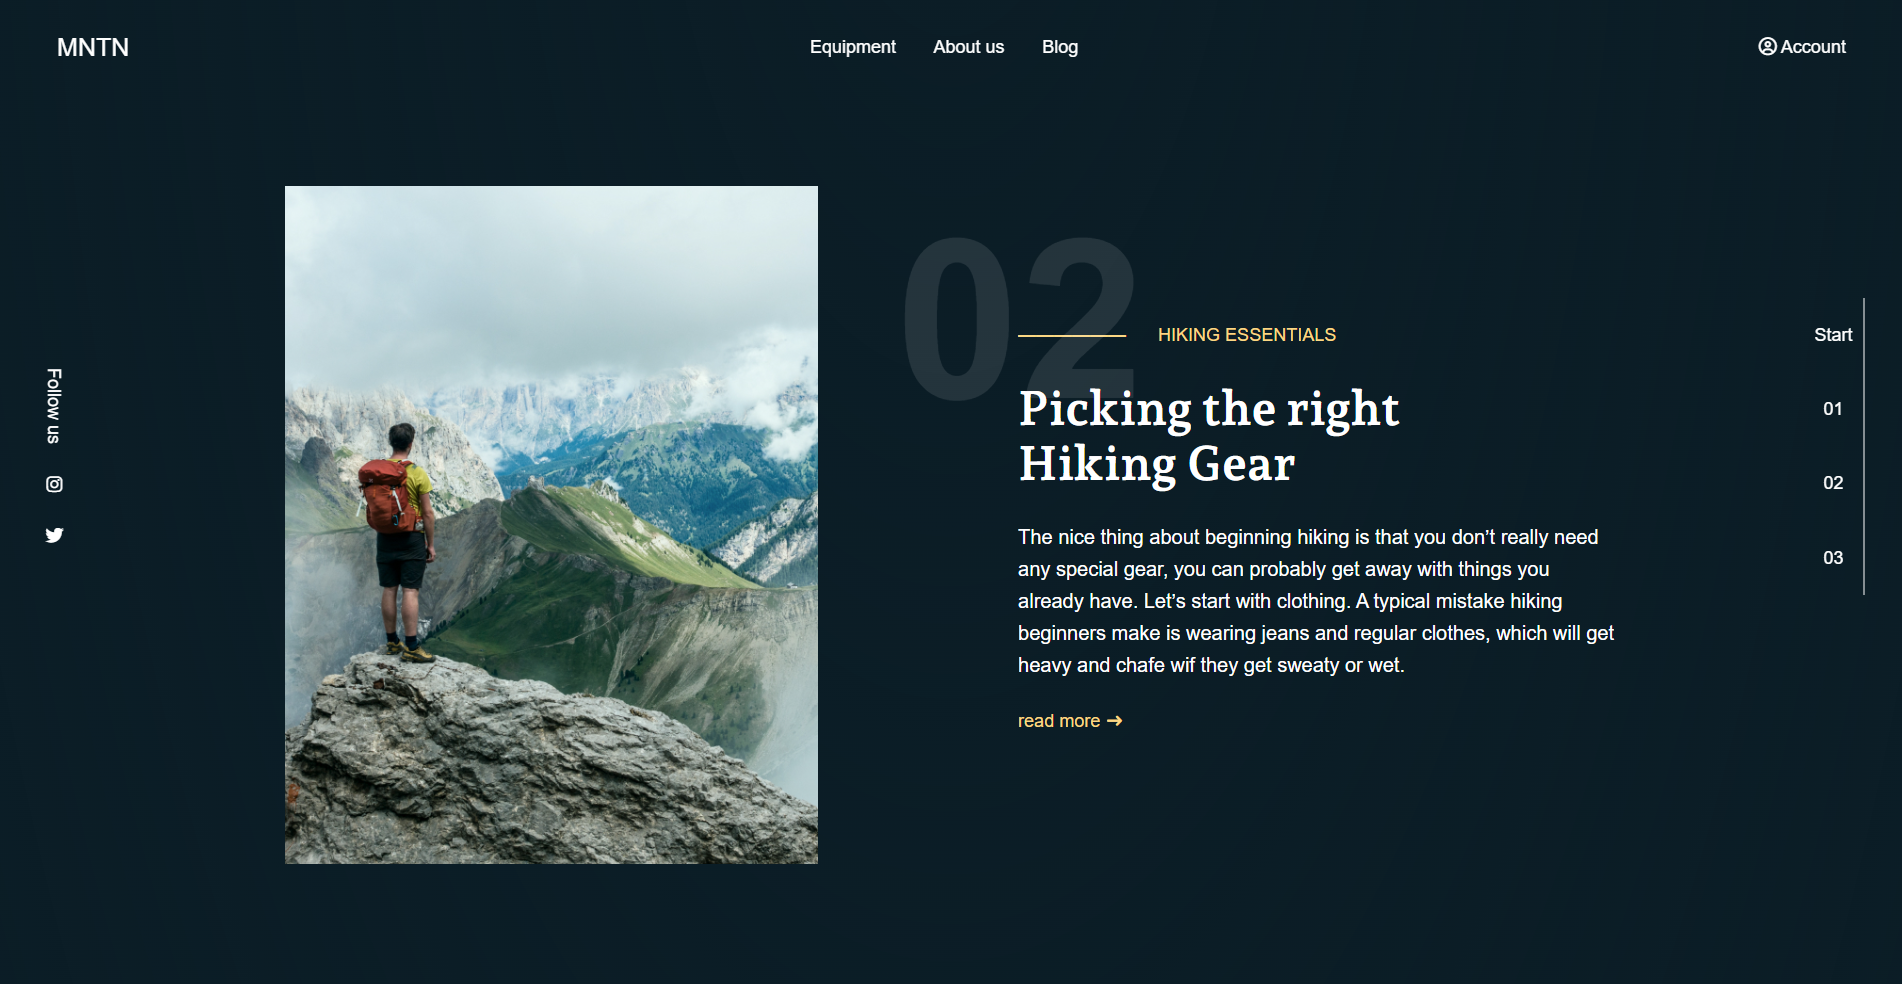 MNTN
Equipment
About us
Blog
Account
Follow us
02
HIKING ESSENTIALS
Picking the right
Hiking Gear
The nice thing about beginning hiking is that you don’t really need
any special gear, you can probably get away with things you
already have. Let’s start with clothing. A typical mistake hiking
beginners make is wearing jeans and regular clothes, which will get
heavy and chafe wif they get sweaty or wet.
read more →
Start
01
02
03